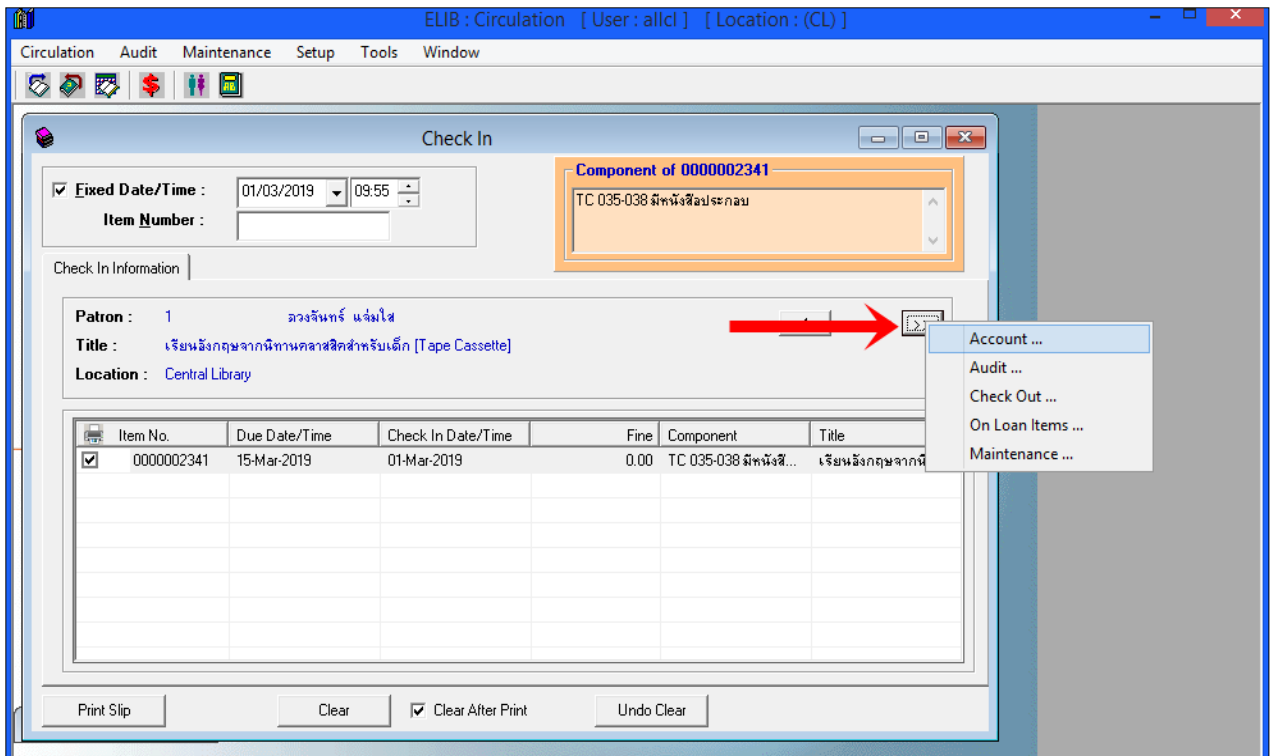 ELIB : Circulation [ User : allcl ] [ Location : (CL) ]
Circulation Audit Maintenance Setup Tools Window
Check In
Fixed Date/Time : 01/03/2019 09:55
Item Number :
Component of 0000002341
TC 035-038 มีหนังสือประกอบ
Check In Information
Patron : 1 ดวงจันทร์ แจ่มใส
Title : เรียนอังกฤษจากนิทานคลาสสิคสำหรับเด็ก [Tape Cassette]
Location : Central Library
>>
Account ...
Audit ...
Check Out ...
On Loan Items ...
Maintenance ...
Item No. Due Date/Time Check In Date/Time Fine Component Title
0000002341 15-Mar-2019 01-Mar-2019 0.00 TC 035-038 มีหนังสื... เรียนอังกฤษจากนิ
Print Slip Clear Clear After Print Undo Clear